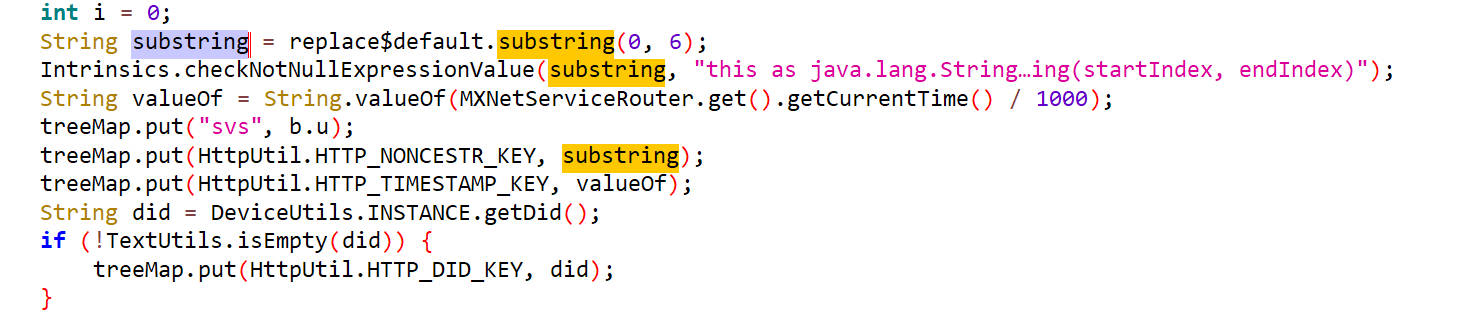 int i = 0;
String substring = replace$default.substring(0, 6);
Intrinsics.checkNotNullExpressionValue(substring, "this as java.lang.String…ing(startIndex, endIndex)");
String valueOf = String.valueOf(MXNetServiceRouter.get().getCurrentTime() / 1000);
treeMap.put("svs", b.u);
treeMap.put(HttpUtil.HTTP_NONCESTR_KEY, substring);
treeMap.put(HttpUtil.HTTP_TIMESTAMP_KEY, valueOf);
String did = DeviceUtils.INSTANCE.getDid();
if (!TextUtils.isEmpty(did)) {
    treeMap.put(HttpUtil.HTTP_DID_KEY, did);
}